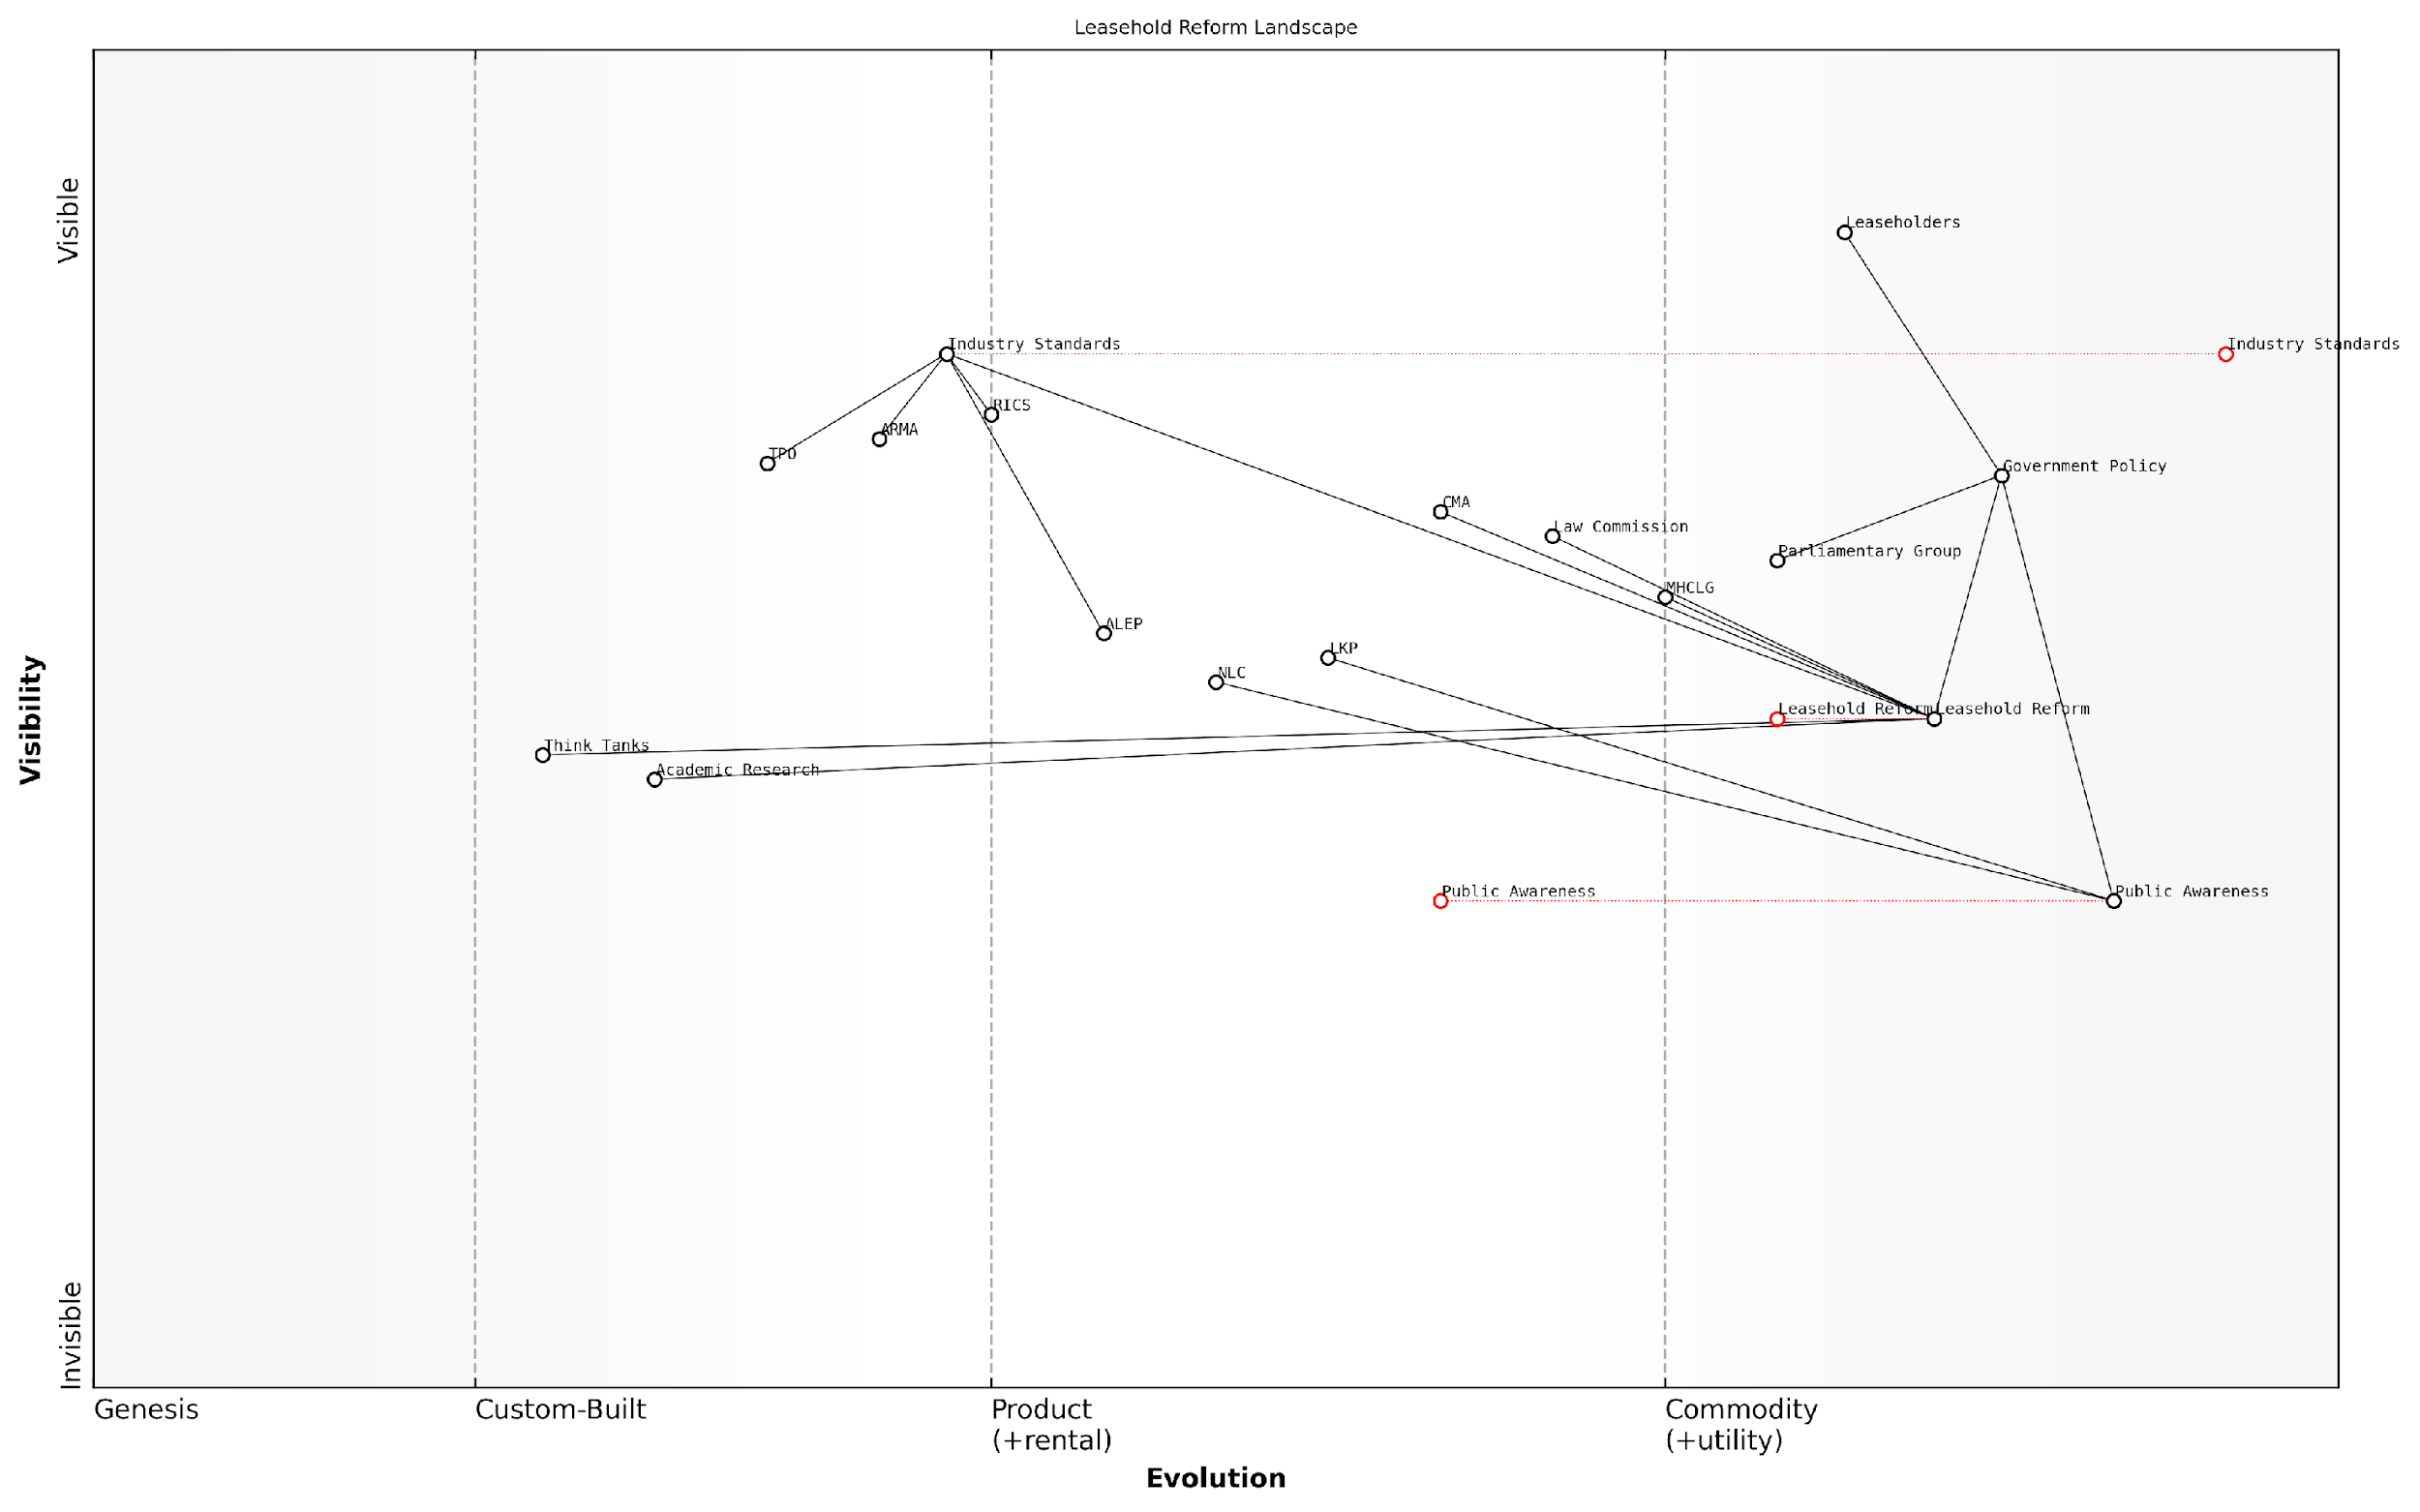 Leasehold Reform Landscape
Visible
Leaseholders
Industry Standards
Industry Standards
RICS
ARMA
TPO
Government Policy
CMA
Law Commission
Parliamentary Group
MHCLG
ALEP
LKP
NLC
Leasehold Reform
Leasehold Reform
Think Tanks
Academic Research
Public Awareness
Public Awareness
Visibility
Invisible
Genesis
Custom-Built
Product
(+rental)
Commodity
(+utility)
Evolution